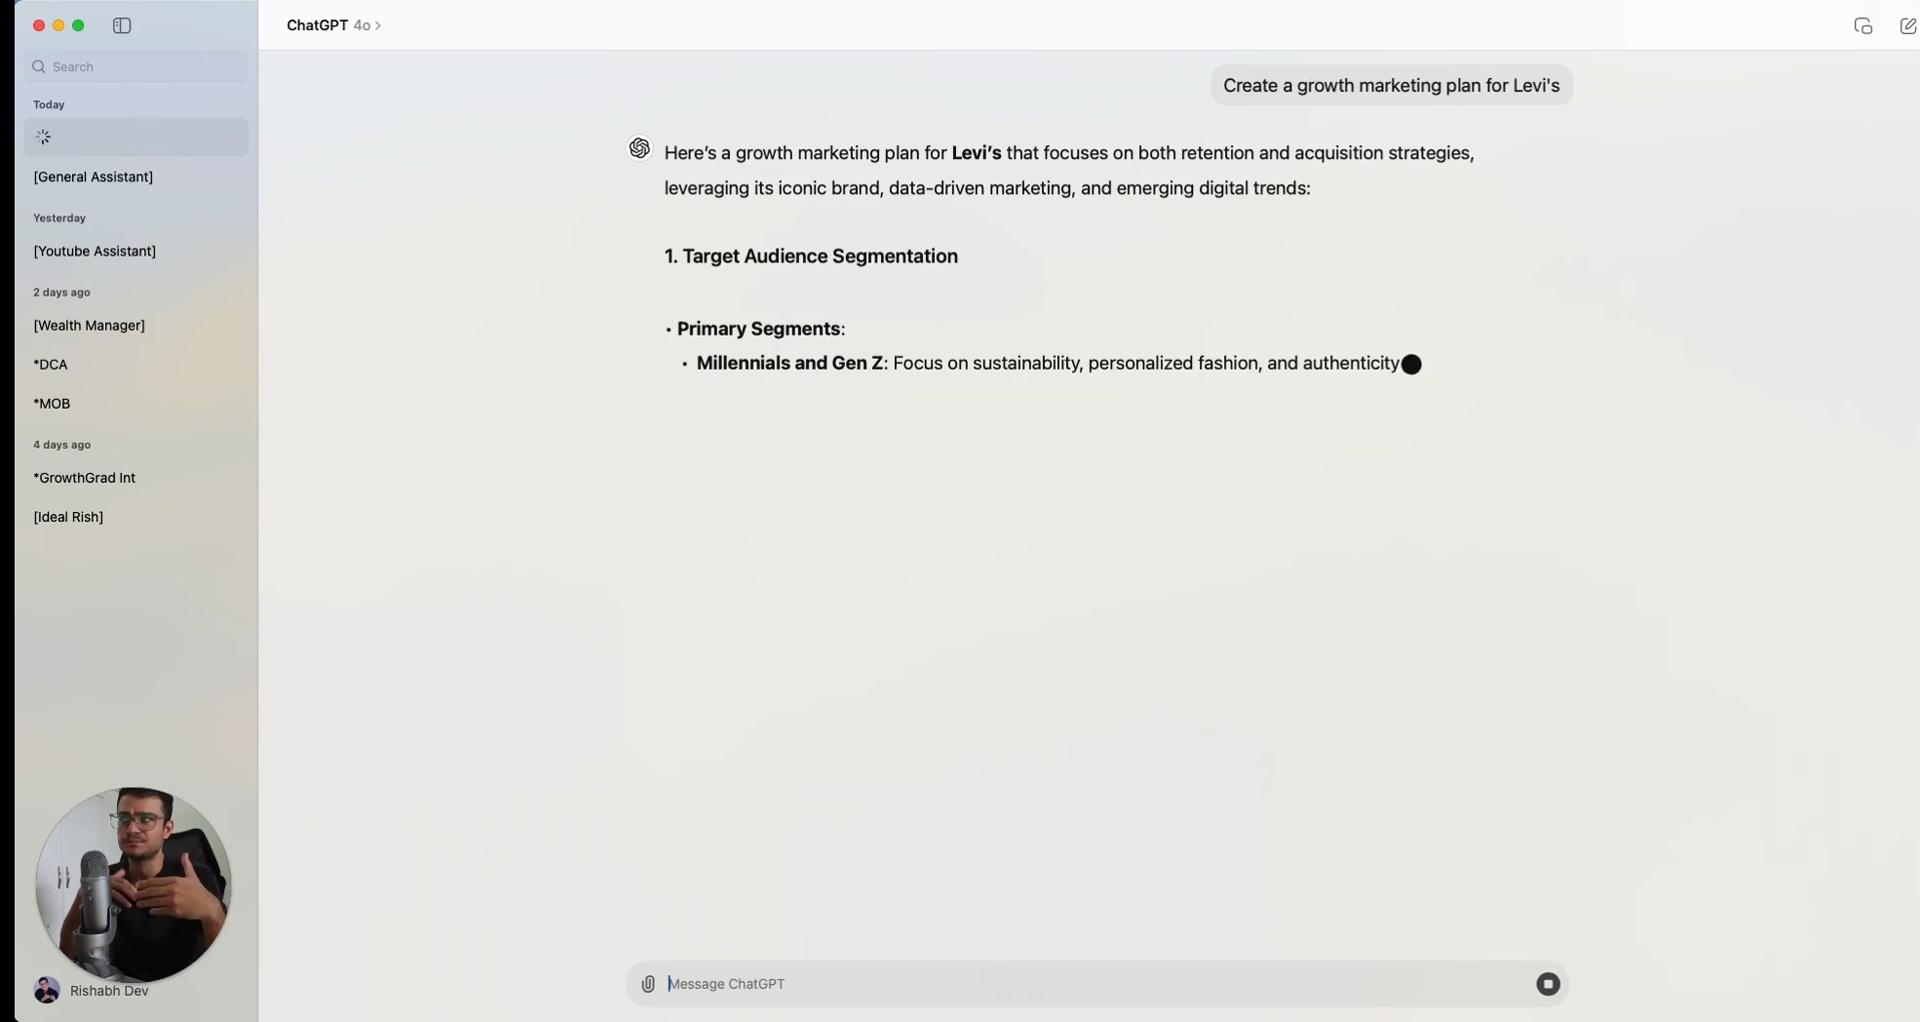 ChatGPT 4o >
Search
Today
[General Assistant]
Yesterday
[Youtube Assistant]
2 days ago
[Wealth Manager]
*DCA
*MOB
4 days ago
*GrowthGrad Int
[Ideal Rish]
Rishabh Dev
Create a growth marketing plan for Levi's
Here’s a growth marketing plan for Levi’s that focuses on both retention and acquisition strategies,
leveraging its iconic brand, data-driven marketing, and emerging digital trends:
1. Target Audience Segmentation
• Primary Segments:
• Millennials and Gen Z: Focus on sustainability, personalized fashion, and authenticity
Message ChatGPT